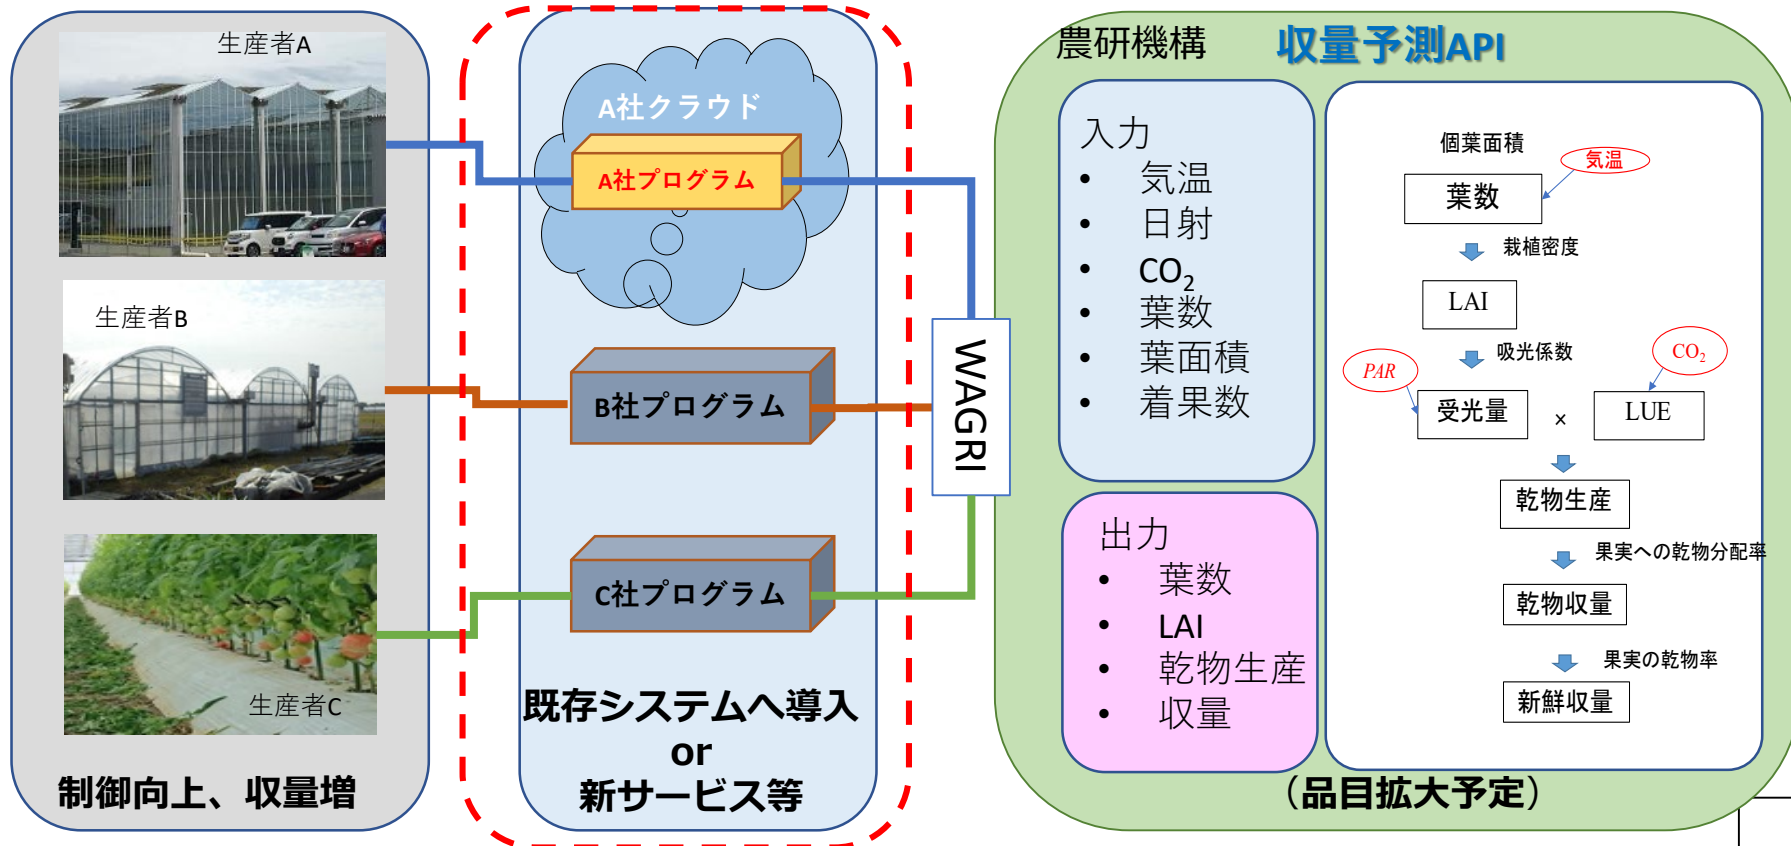 生産者A
生産者B
生産者C
制御向上、収量増
A社クラウド
A社プログラム
B社プログラム
C社プログラム
既存システムへ導入
or
新サービス等
WAGRI
農研機構
収量予測API
入力
• 気温
• 日射
• CO₂
• 葉数
• 葉面積
• 着果数
出力
• 葉数
• LAI
• 乾物生産
• 収量
個葉面積
気温
葉数
栽植密度
LAI
吸光係数
PAR
CO₂
受光量
×
LUE
乾物生産
果実への乾物分配率
乾物収量
果実の乾物率
新鮮収量
（品目拡大予定）